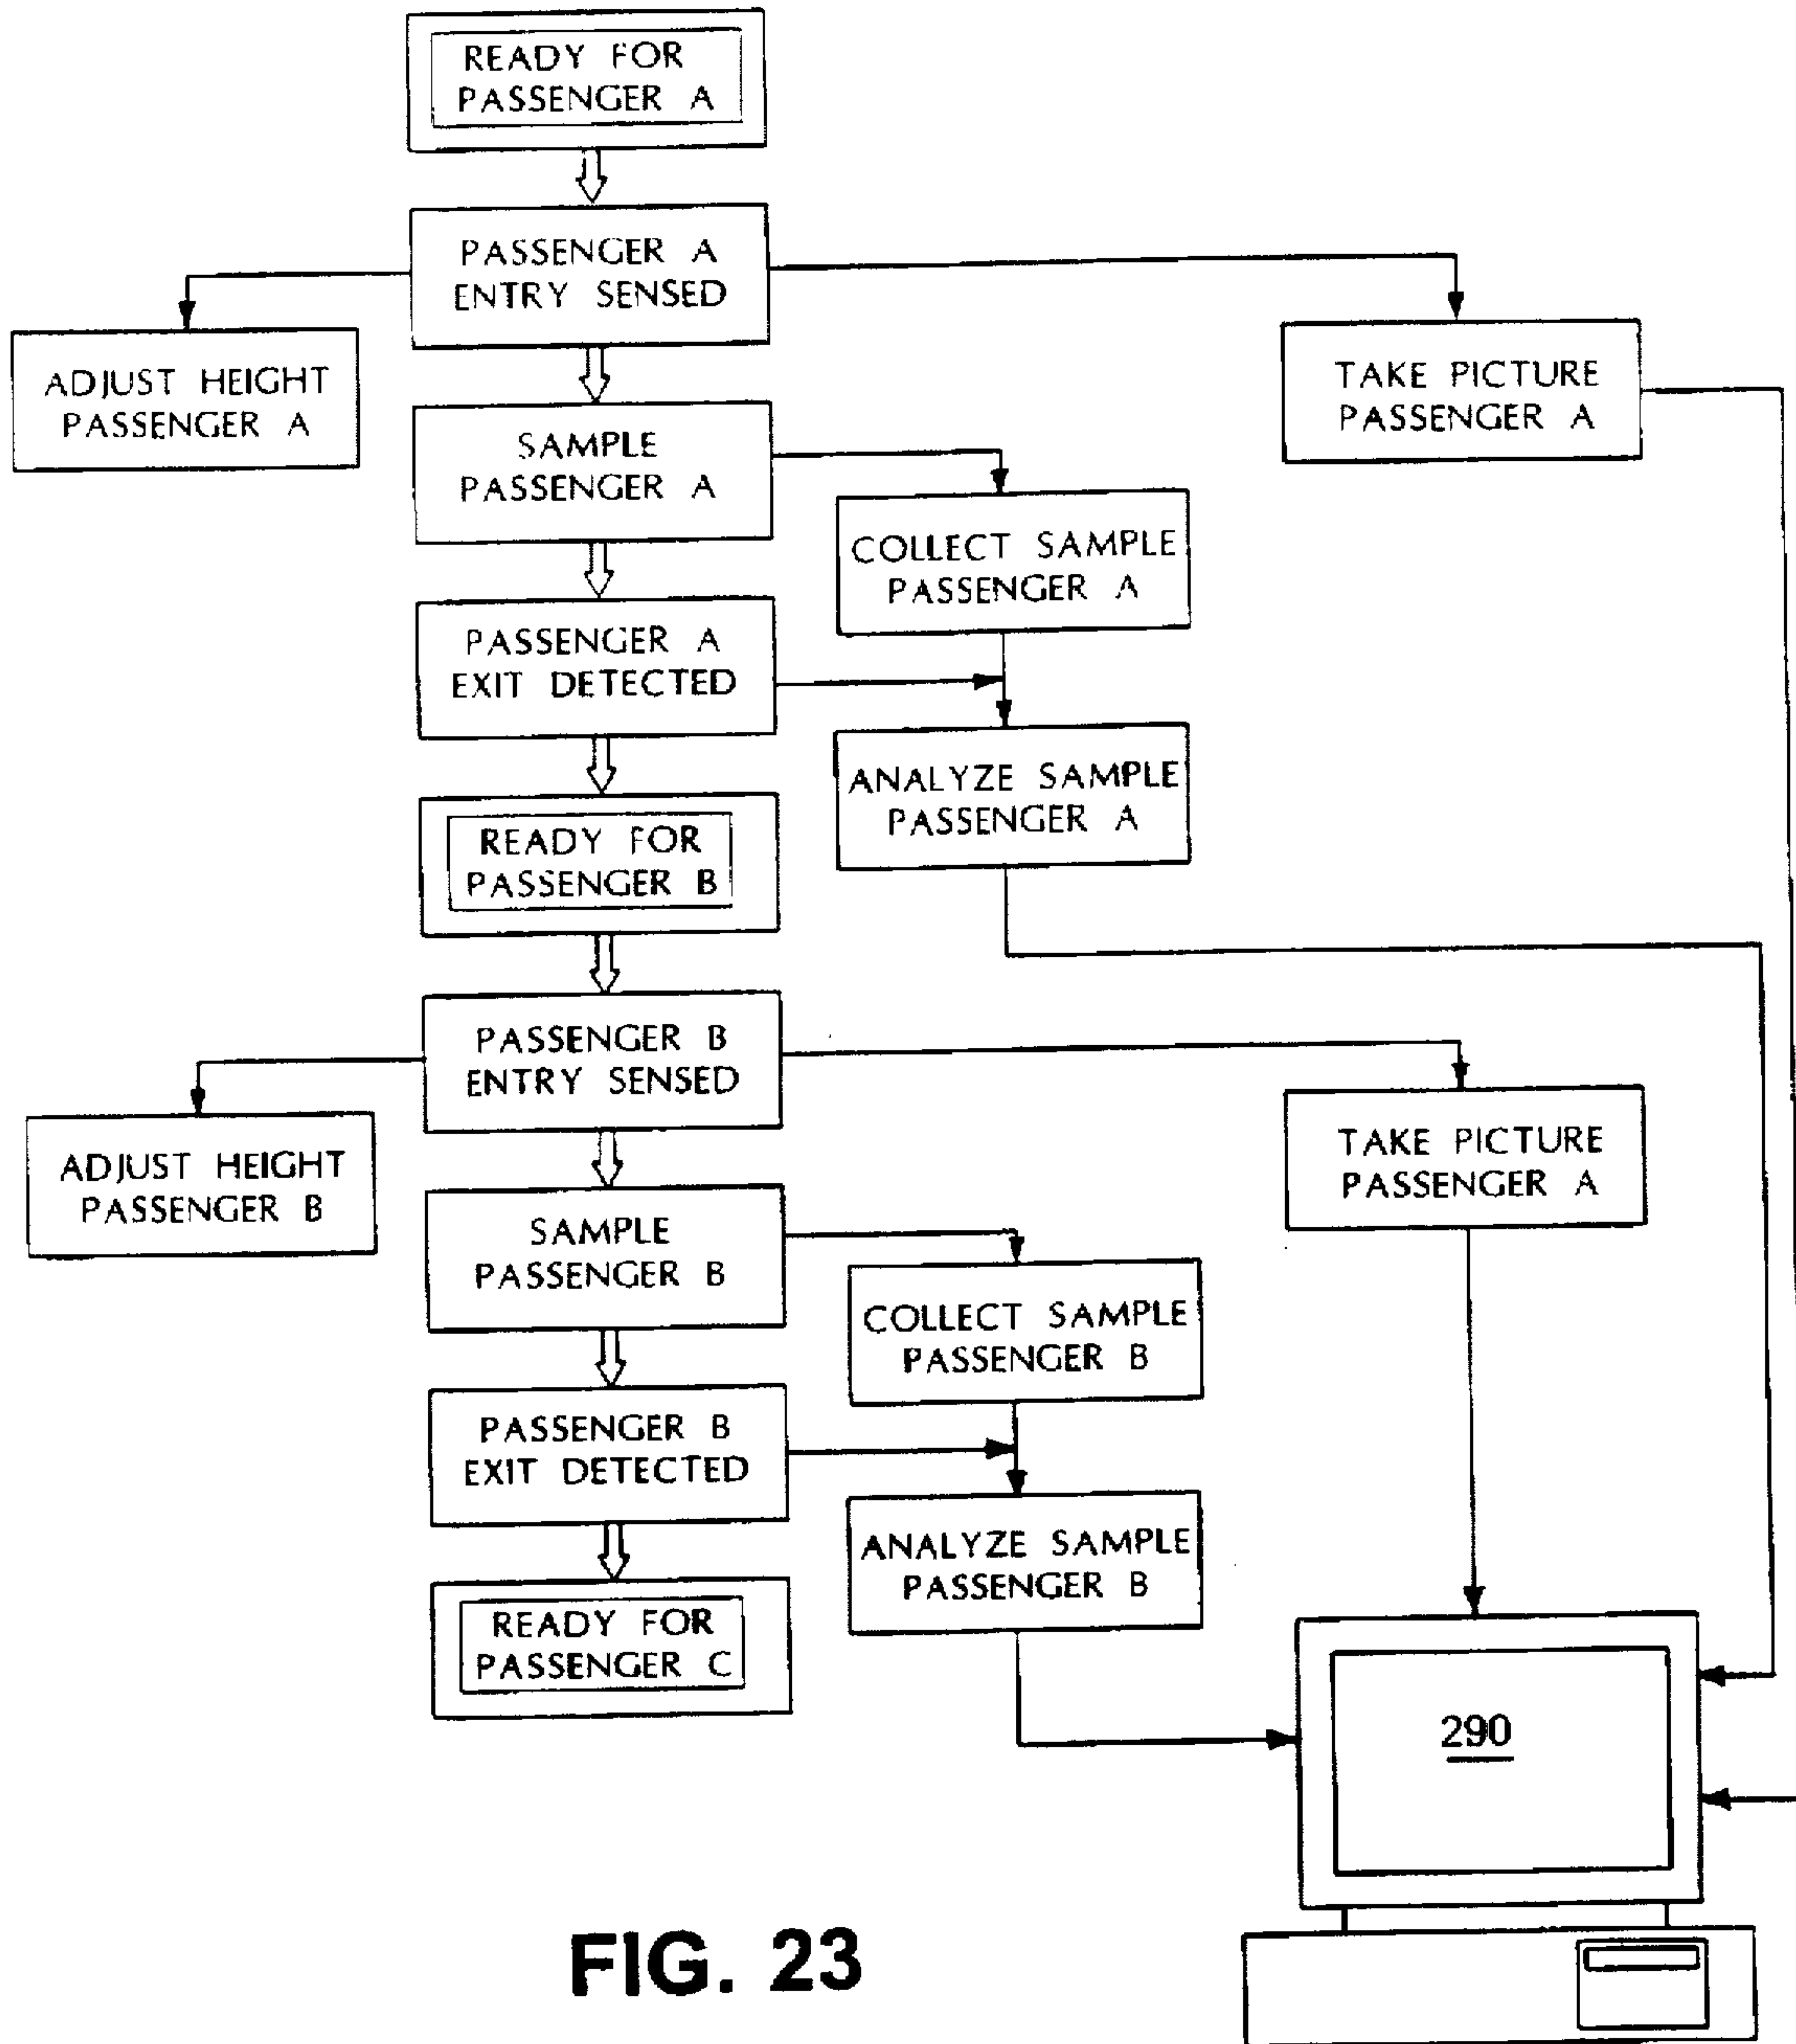 READY FOR
PASSENGER A
PASSENGER A
ENTRY SENSED
ADJUST HEIGHT
PASSENGER A
TAKE PICTURE
PASSENGER A
SAMPLE
PASSENGER A
COLLECT SAMPLE
PASSENGER A
PASSENGER A
EXIT DETECTED
ANALYZE SAMPLE
PASSENGER A
READY FOR
PASSENGER B
PASSENGER B
ENTRY SENSED
ADJUST HEIGHT
PASSENGER B
TAKE PICTURE
PASSENGER A
SAMPLE
PASSENGER B
COLLECT SAMPLE
PASSENGER B
PASSENGER B
EXIT DETECTED
ANALYZE SAMPLE
PASSENGER B
READY FOR
PASSENGER C
290
FIG. 23